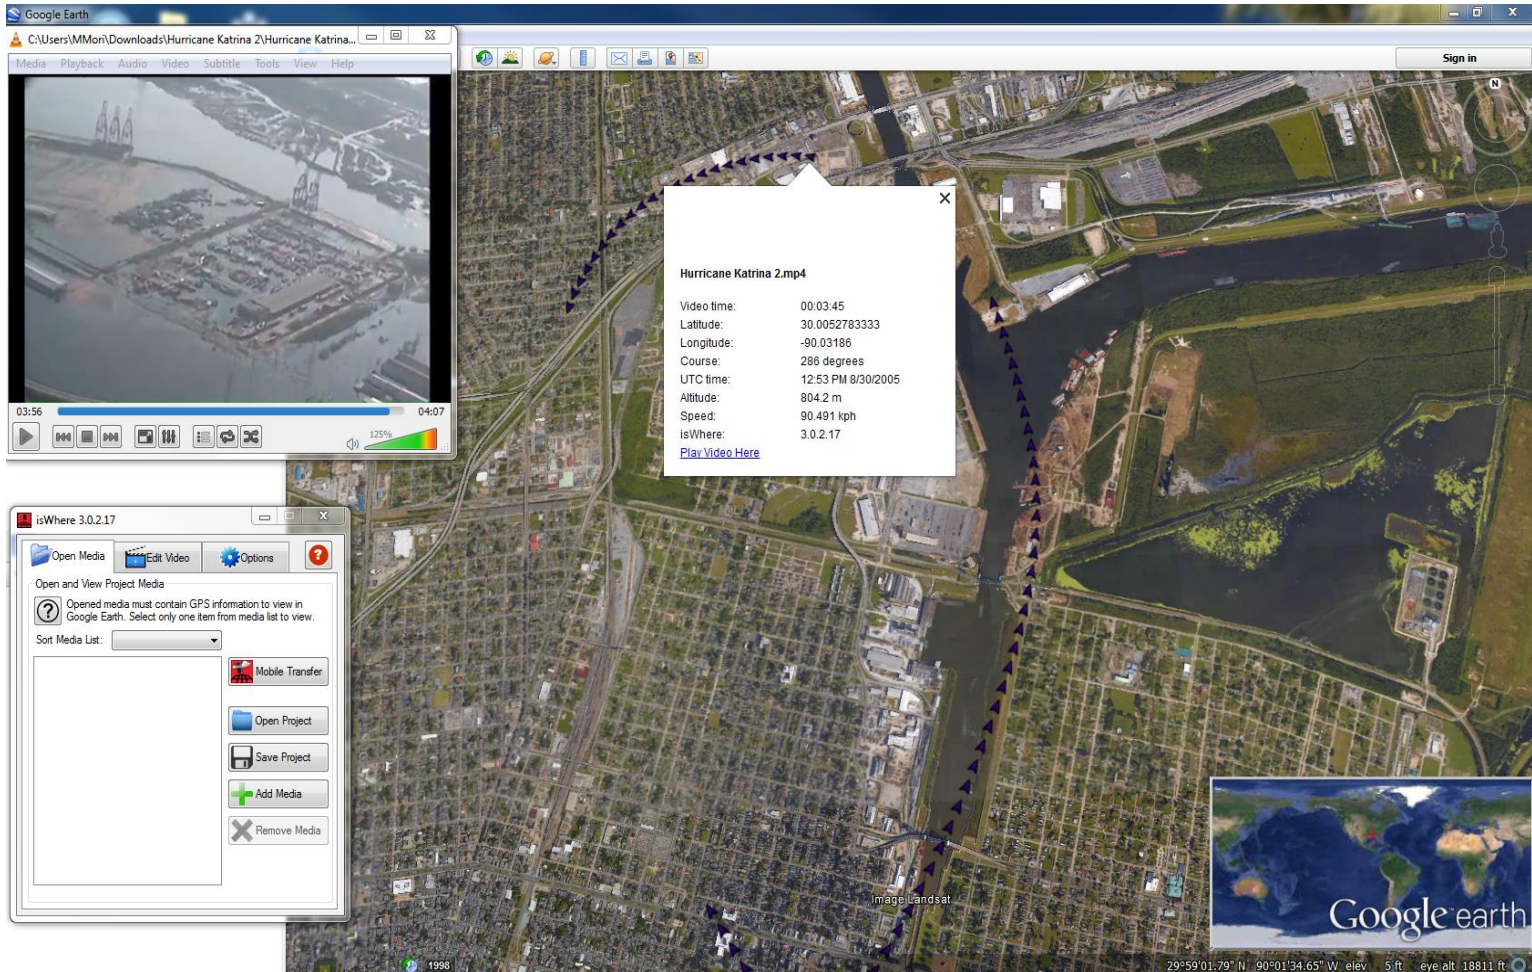 Google Earth
C:\Users\MMori\Downloads\Hurricane Katrina 2\Hurricane Katrina...
Media Playback Audio Video Subtitle Tools View Help
Sign in
N
03:56 04:07
125%
Hurricane Katrina 2.mp4
Video time: 00:03:45
Latitude: 30.0052783333
Longitude: -90.03186
Course: 286 degrees
UTC time: 12:53 PM 8/30/2005
Altitude: 804.2 m
Speed: 90.491 kph
isWhere: 3.0.2.17
Play Video Here
isWhere 3.0.2.17
Open Media Edit Video Options
Open and View Project Media
Opened media must contain GPS information to view in
Google Earth. Select only one item from media list to view.
Sort Media List:
Mobile Transfer
Open Project
Save Project
Add Media
Remove Media
Image Landsat
Google earth
1998
29°59'01.79" N 90°01'34.65" W elev 5 ft eye alt 18811 ft